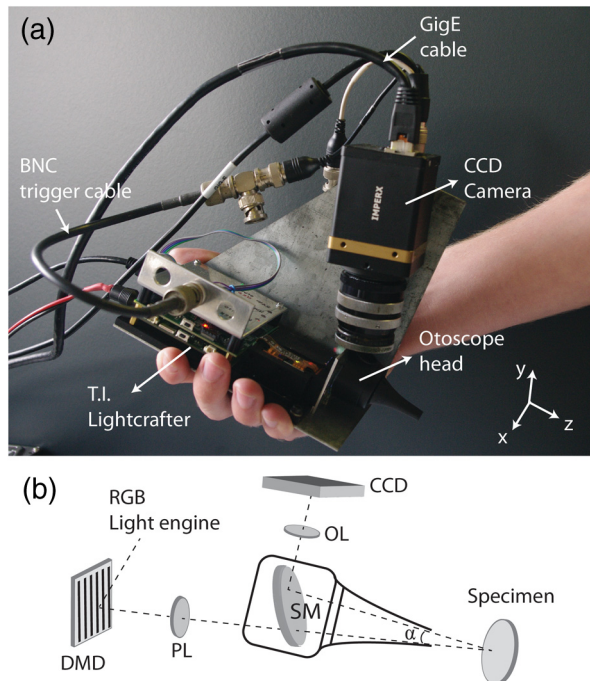 (a)
GigE
cable
BNC
trigger cable
CCD
Camera
IMPERX
Otoscope
head
T.I.
Lightcrafter
y
x
z
(b)
RGB
Light engine
CCD
OL
SM
Specimen
α
DMD
PL